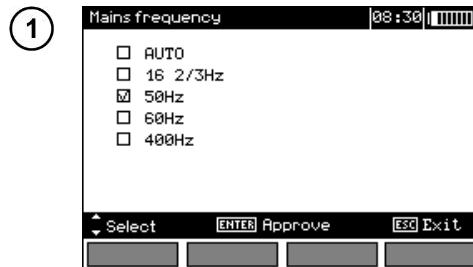 1
Mains frequency 08:30
AUTO
16 2/3Hz
50Hz
60Hz
400Hz
Select ENTER Approve ESC Exit